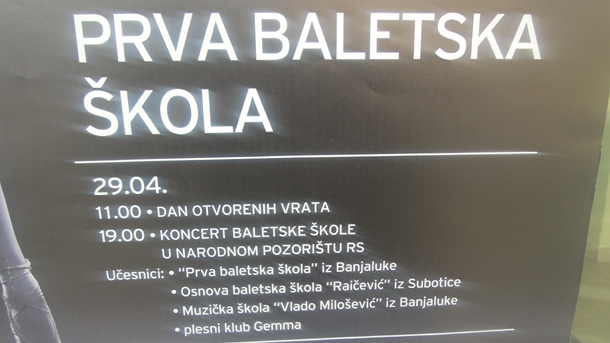 PRVA BALETSKA
ŠKOLA
29.04.
11.00 • DAN OTVORENIH VRATA
19.00 • KONCERT BALETSKE ŠKOLE
U NARODNOM POZORIŠTU RS
Učesnici: • “Prva baletska škola” iz Banjaluke
• Osnova baletska škola “Raičević” iz Subotice
• Muzička škola “Vlado Milošević” iz Banjaluke
• plesni klub Gemma